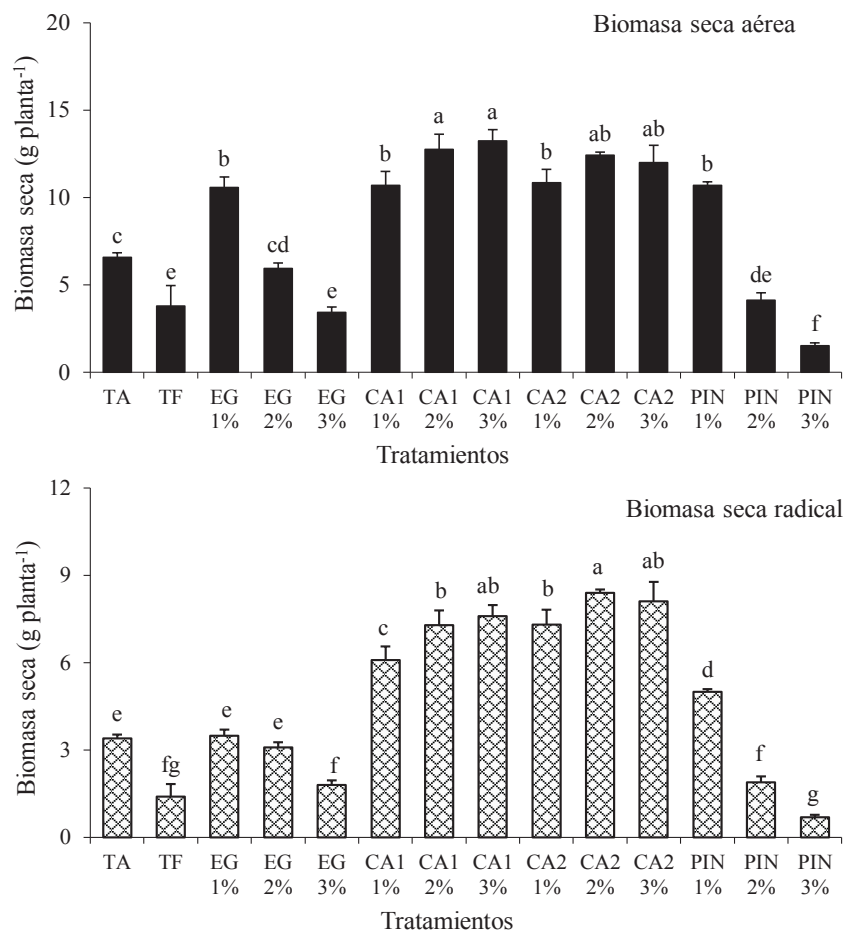 Biomasa seca aérea
Biomasa seca (g planta⁻¹)
20
15
10
5
0
c e b cd e b a a b ab ab b de f
TA TF EG EG EG CA1 CA1 CA1 CA2 CA2 CA2 PIN PIN PIN
1% 2% 3% 1% 2% 3% 1% 2% 3% 1% 2% 3%
Tratamientos
Biomasa seca radical
Biomasa seca (g planta⁻¹)
12
9
6
3
0
e fg e e f c b ab b a ab d f g
TA TF EG EG EG CA1 CA1 CA1 CA2 CA2 CA2 PIN PIN PIN
1% 2% 3% 1% 2% 3% 1% 2% 3% 1% 2% 3%
Tratamientos